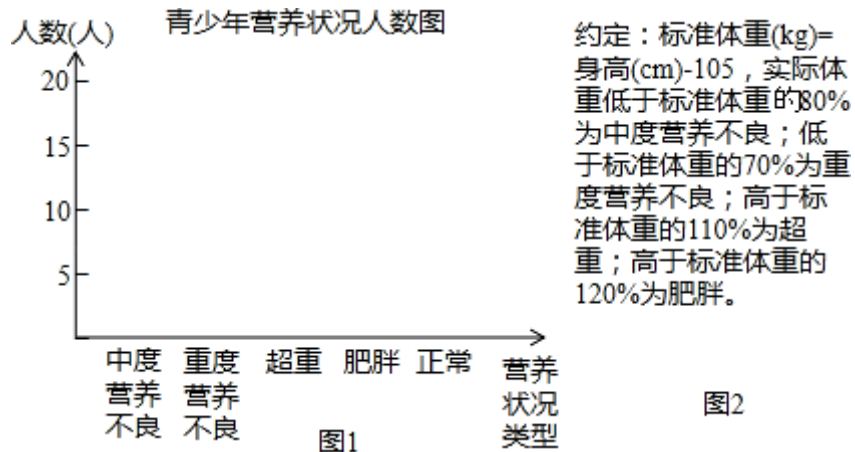 青少年营养状况人数图
人数(人)
20
15
10
5
中度营养不良
重度营养不良
超重
肥胖
正常
营养状况类型
图1
约定：标准体重(kg)=
身高(cm)-105，实际体
重低于标准体重的80%
为中度营养不良；低
于标准体重的70%为重
度营养不良；高于标
准体重的110%为超
重；高于标准体重的
120%为肥胖。
图2